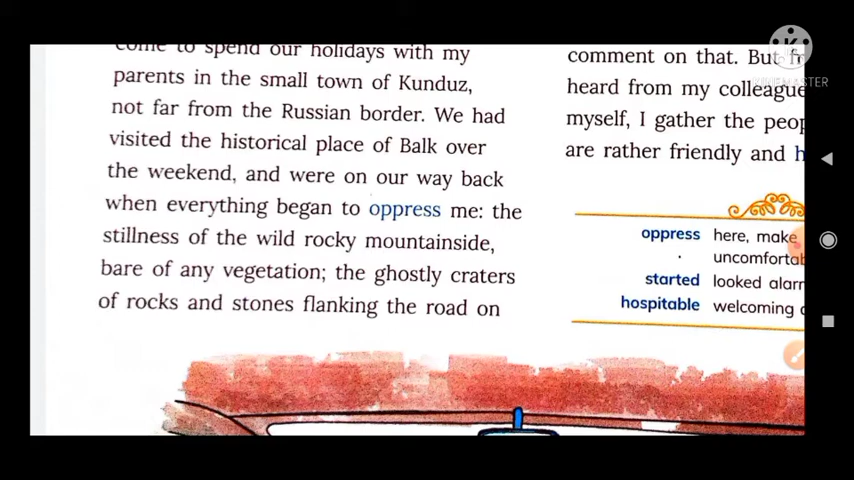 come to spend our holidays with my
parents in the small town of Kunduz,
not far from the Russian border. We had
visited the historical place of Balk over
the weekend, and were on our way back
when everything began to oppress me: the
stillness of the wild rocky mountainside,
bare of any vegetation; the ghostly craters
of rocks and stones flanking the road on
comment on that. But
heard from my colleague
myself, I gather the
are rather friendly and
oppress here, make
uncomfortab
started looked alarm
hospitable welcoming
KINEMASTER